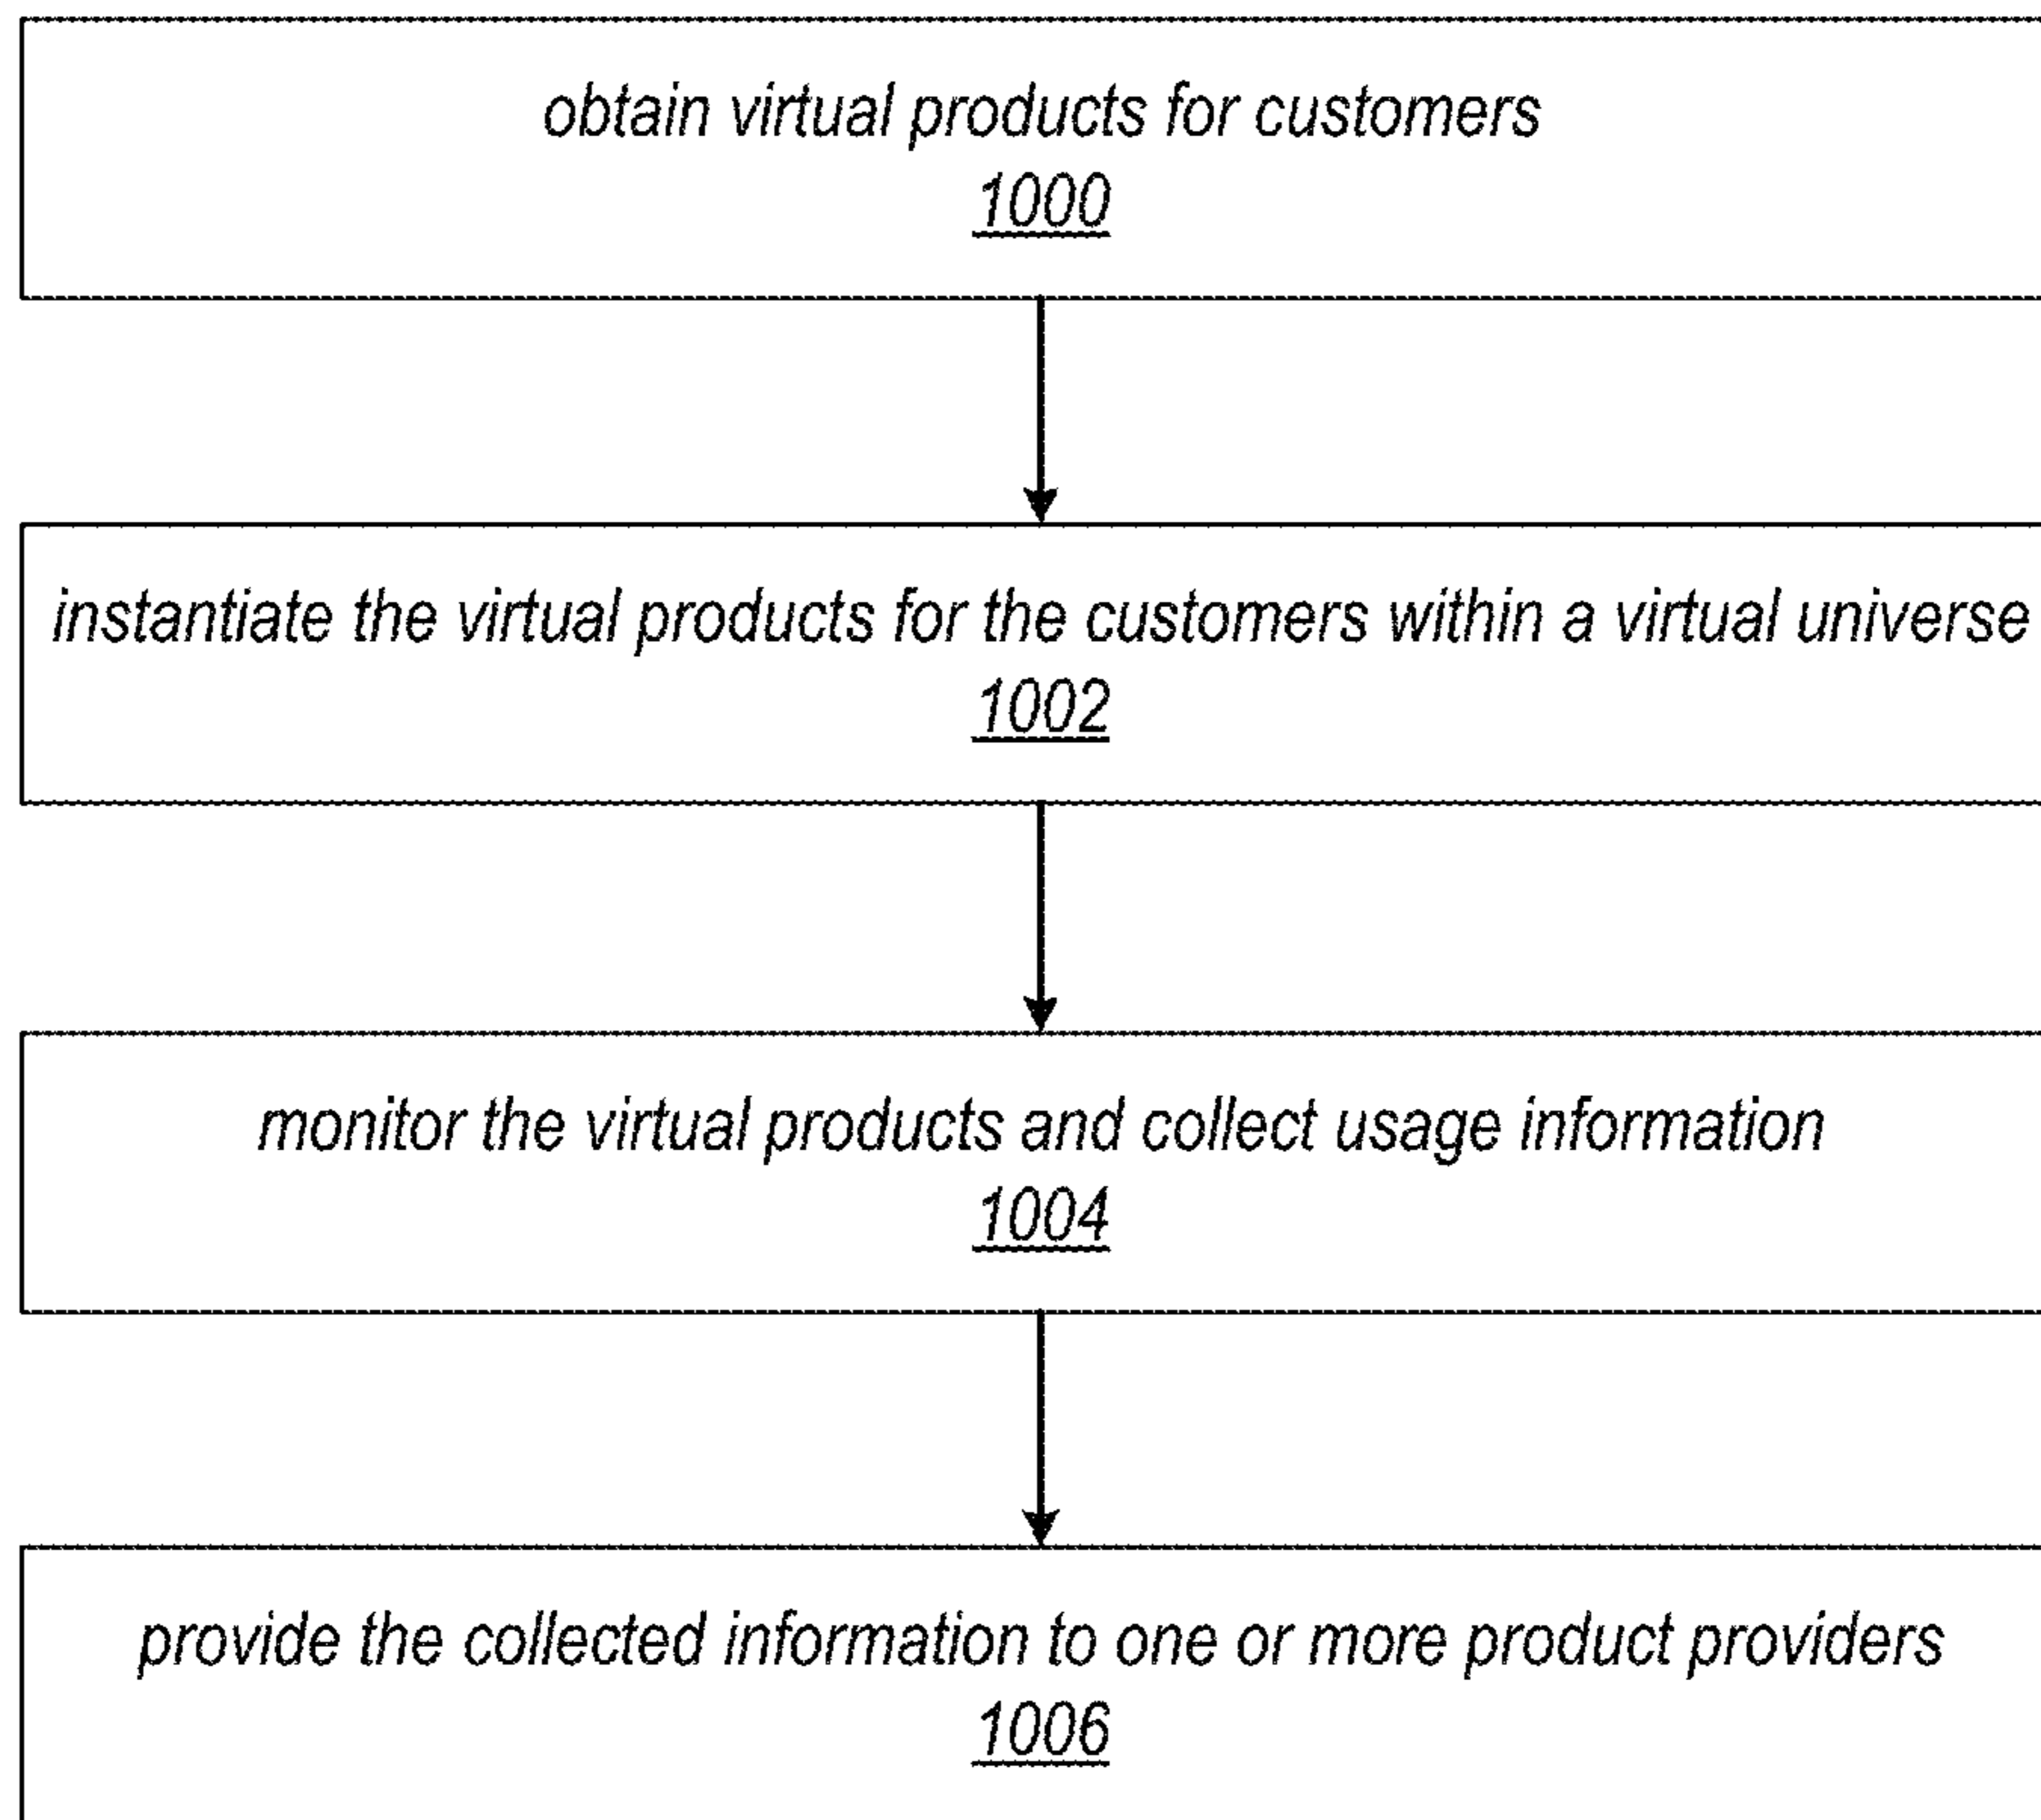 obtain virtual products for customers
1000
instantiate the virtual products for the customers within a virtual universe
1002
monitor the virtual products and collect usage information
1004
provide the collected information to one or more product providers
1006